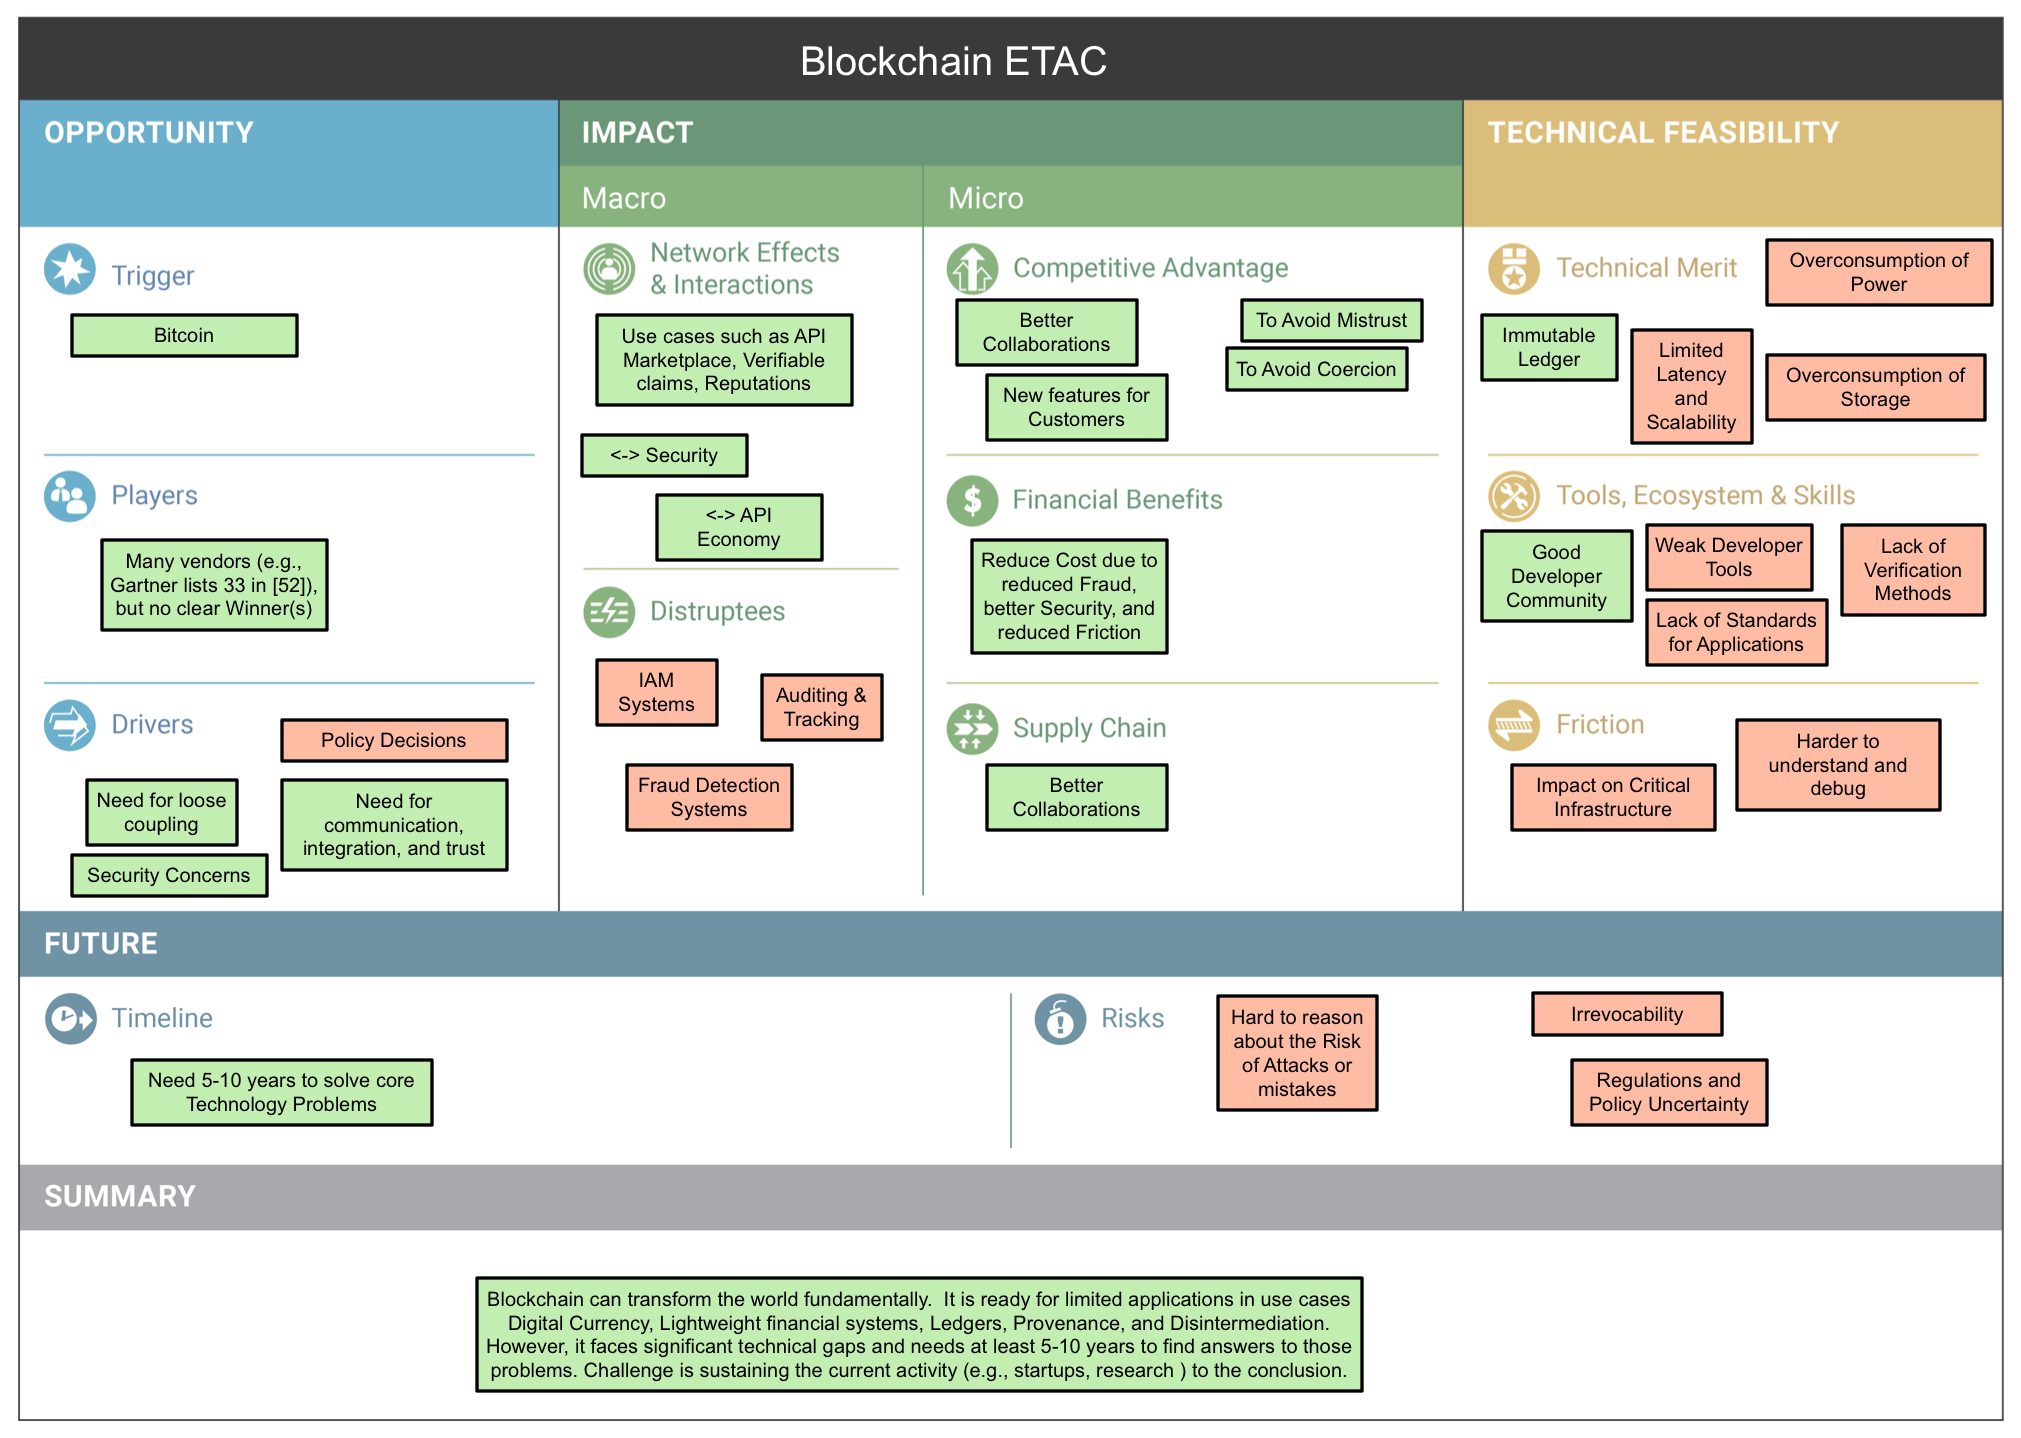 Blockchain ETAC
OPPORTUNITY
Trigger
Bitcoin
Players
Many vendors (e.g.,
Gartner lists 33 in [52]),
but no clear Winner(s)
Drivers
Policy Decisions
Need for loose
coupling
Need for
communication,
integration, and trust
Security Concerns
IMPACT
Macro
Network Effects
& Interactions
Use cases such as API
Marketplace, Verifiable
claims, Reputations
<-> Security
<-> API
Economy
Distruptees
IAM
Systems
Auditing &
Tracking
Fraud Detection
Systems
Micro
Competitive Advantage
Better
Collaborations
To Avoid Mistrust
To Avoid Coercion
New features for
Customers
Financial Benefits
Reduce Cost due to
reduced Fraud,
better Security, and
reduced Friction
Supply Chain
Better
Collaborations
TECHNICAL FEASIBILITY
Technical Merit
Overconsumption of
Power
Immutable
Ledger
Limited
Latency
and
Scalability
Overconsumption of
Storage
Tools, Ecosystem & Skills
Good
Developer
Community
Weak Developer
Tools
Lack of
Verification
Methods
Lack of Standards
for Applications
Friction
Harder to
understand and
debug
Impact on Critical
Infrastructure
FUTURE
Timeline
Need 5-10 years to solve core
Technology Problems
Risks
Hard to reason
about the Risk
of Attacks or
mistakes
Irrevocability
Regulations and
Policy Uncertainty
SUMMARY
Blockchain can transform the world fundamentally.  It is ready for limited applications in use cases
Digital Currency, Lightweight financial systems, Ledgers, Provenance, and Disintermediation.
However, it faces significant technical gaps and needs at least 5-10 years to find answers to those
problems. Challenge is sustaining the current activity (e.g., startups, research ) to the conclusion.